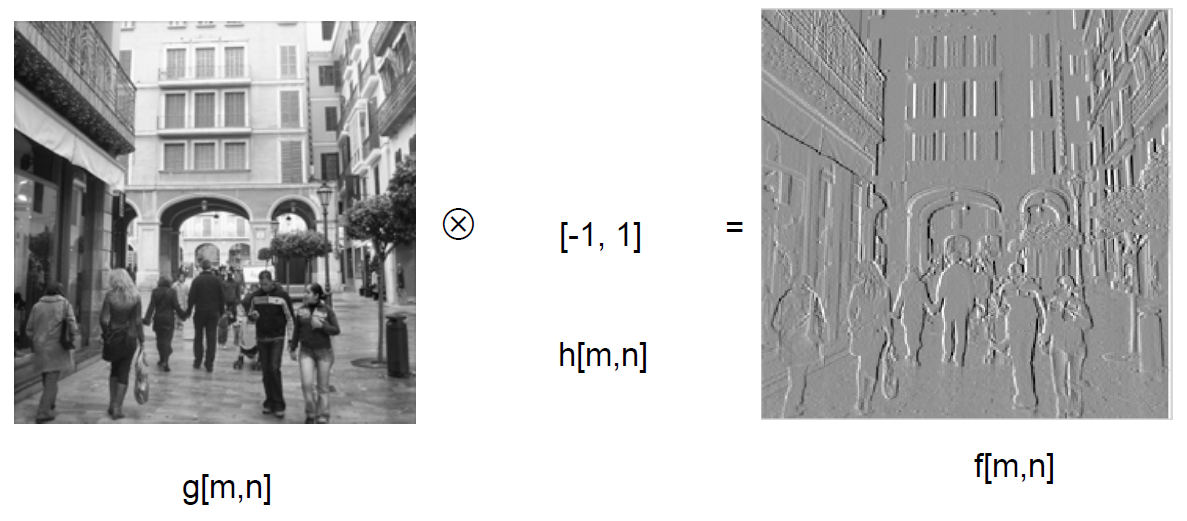 ⊗
[-1, 1]
=
h[m,n]
g[m,n]
f[m,n]